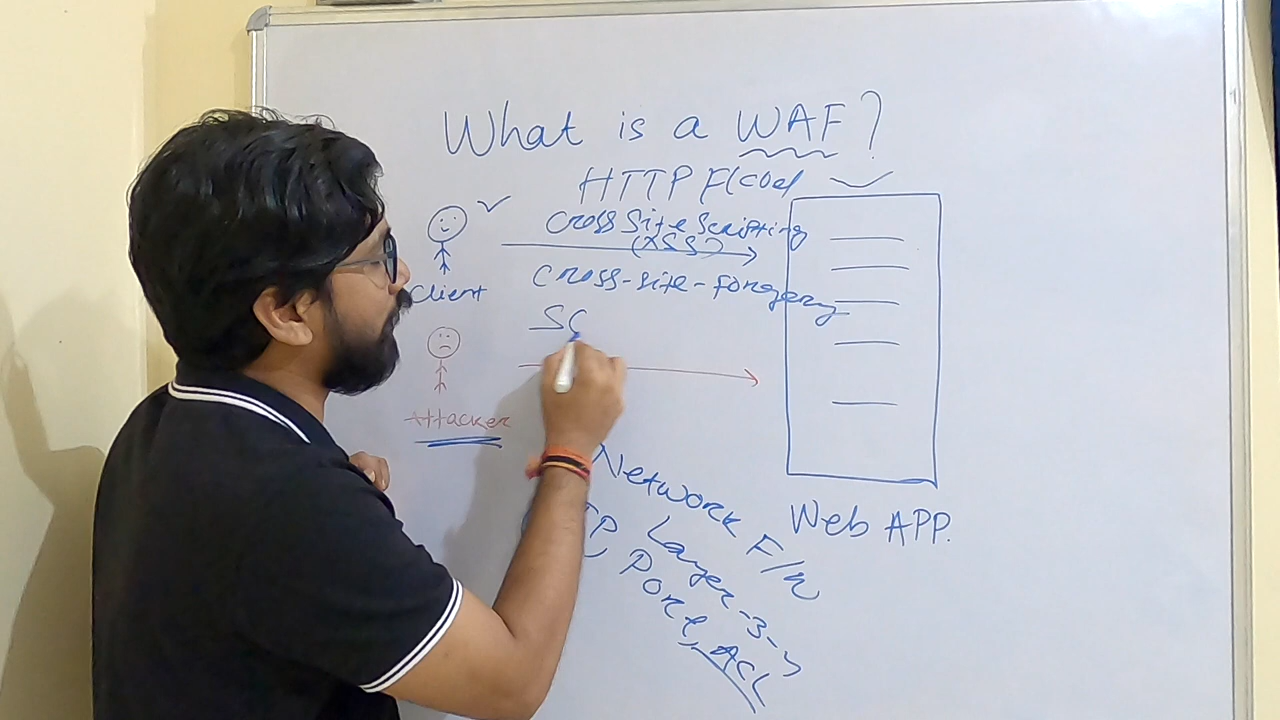 What is a WAF?
HTTP Flood
Cross Site Scripting
(XSS)
Client
Cross-site-forgery
SQ
Attacker
Network F/w
Layer-3-
IP Port, ACL
Web APP.